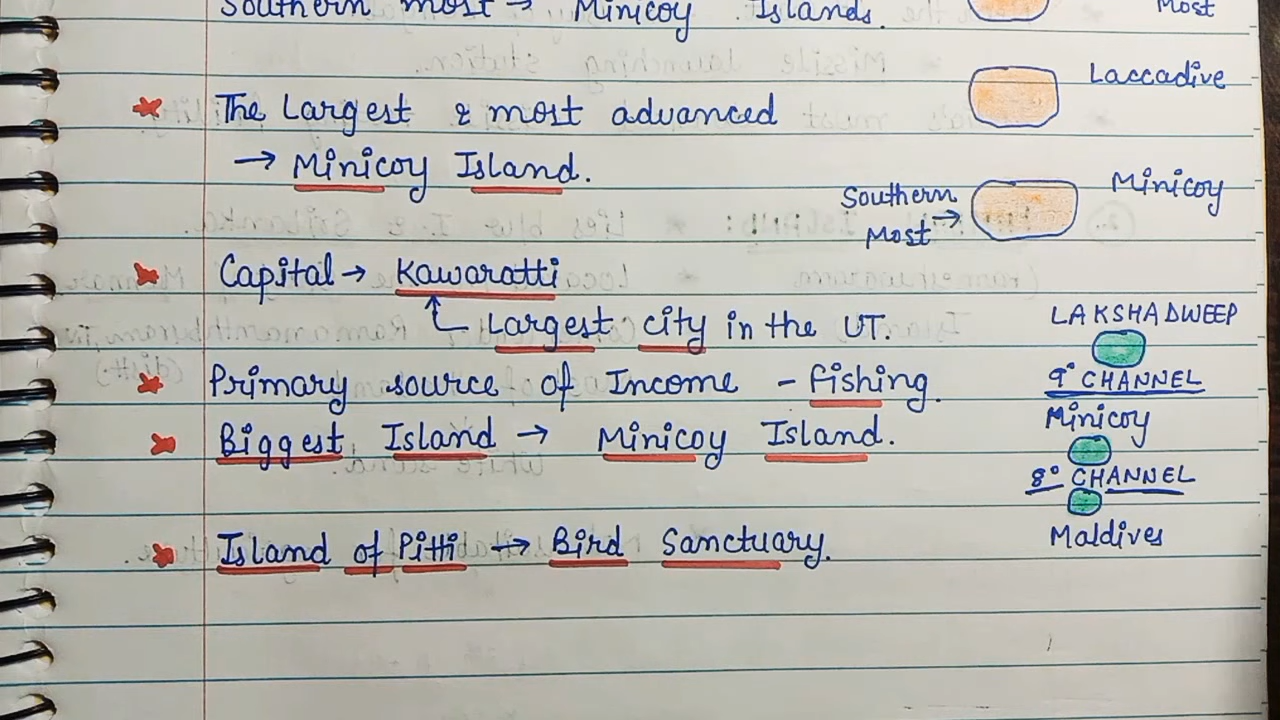 Southern most → Minicoy Islands.
Most
Laccadive
The Largest & most advanced
→ Minicoy Island.
Minicoy
Southern
Most →
Capital → Kawaratti
Largest city in the UT.
LAKSHADWEEP
Primary source of Income - fishing.
9° CHANNEL
Minicoy
Biggest Island → Minicoy Island.
8° CHANNEL
Maldives
Island of Pitti → Bird Sanctuary.